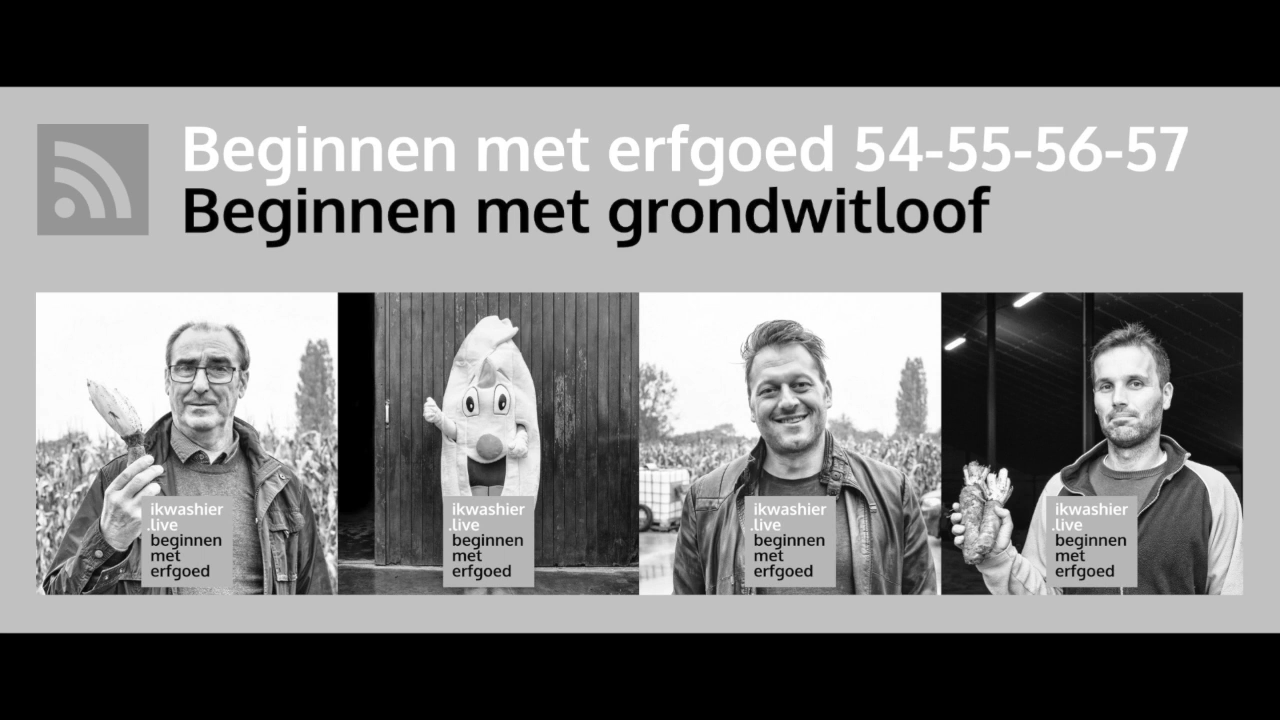 Beginnen met erfgoed 54-55-56-57
Beginnen met grondwitloof
ikwashier
.live
beginnen
met
erfgoed
ikwashier
.live
beginnen
met
erfgoed
ikwashier
.live
beginnen
met
erfgoed
ikwashier
.live
beginnen
met
erfgoed